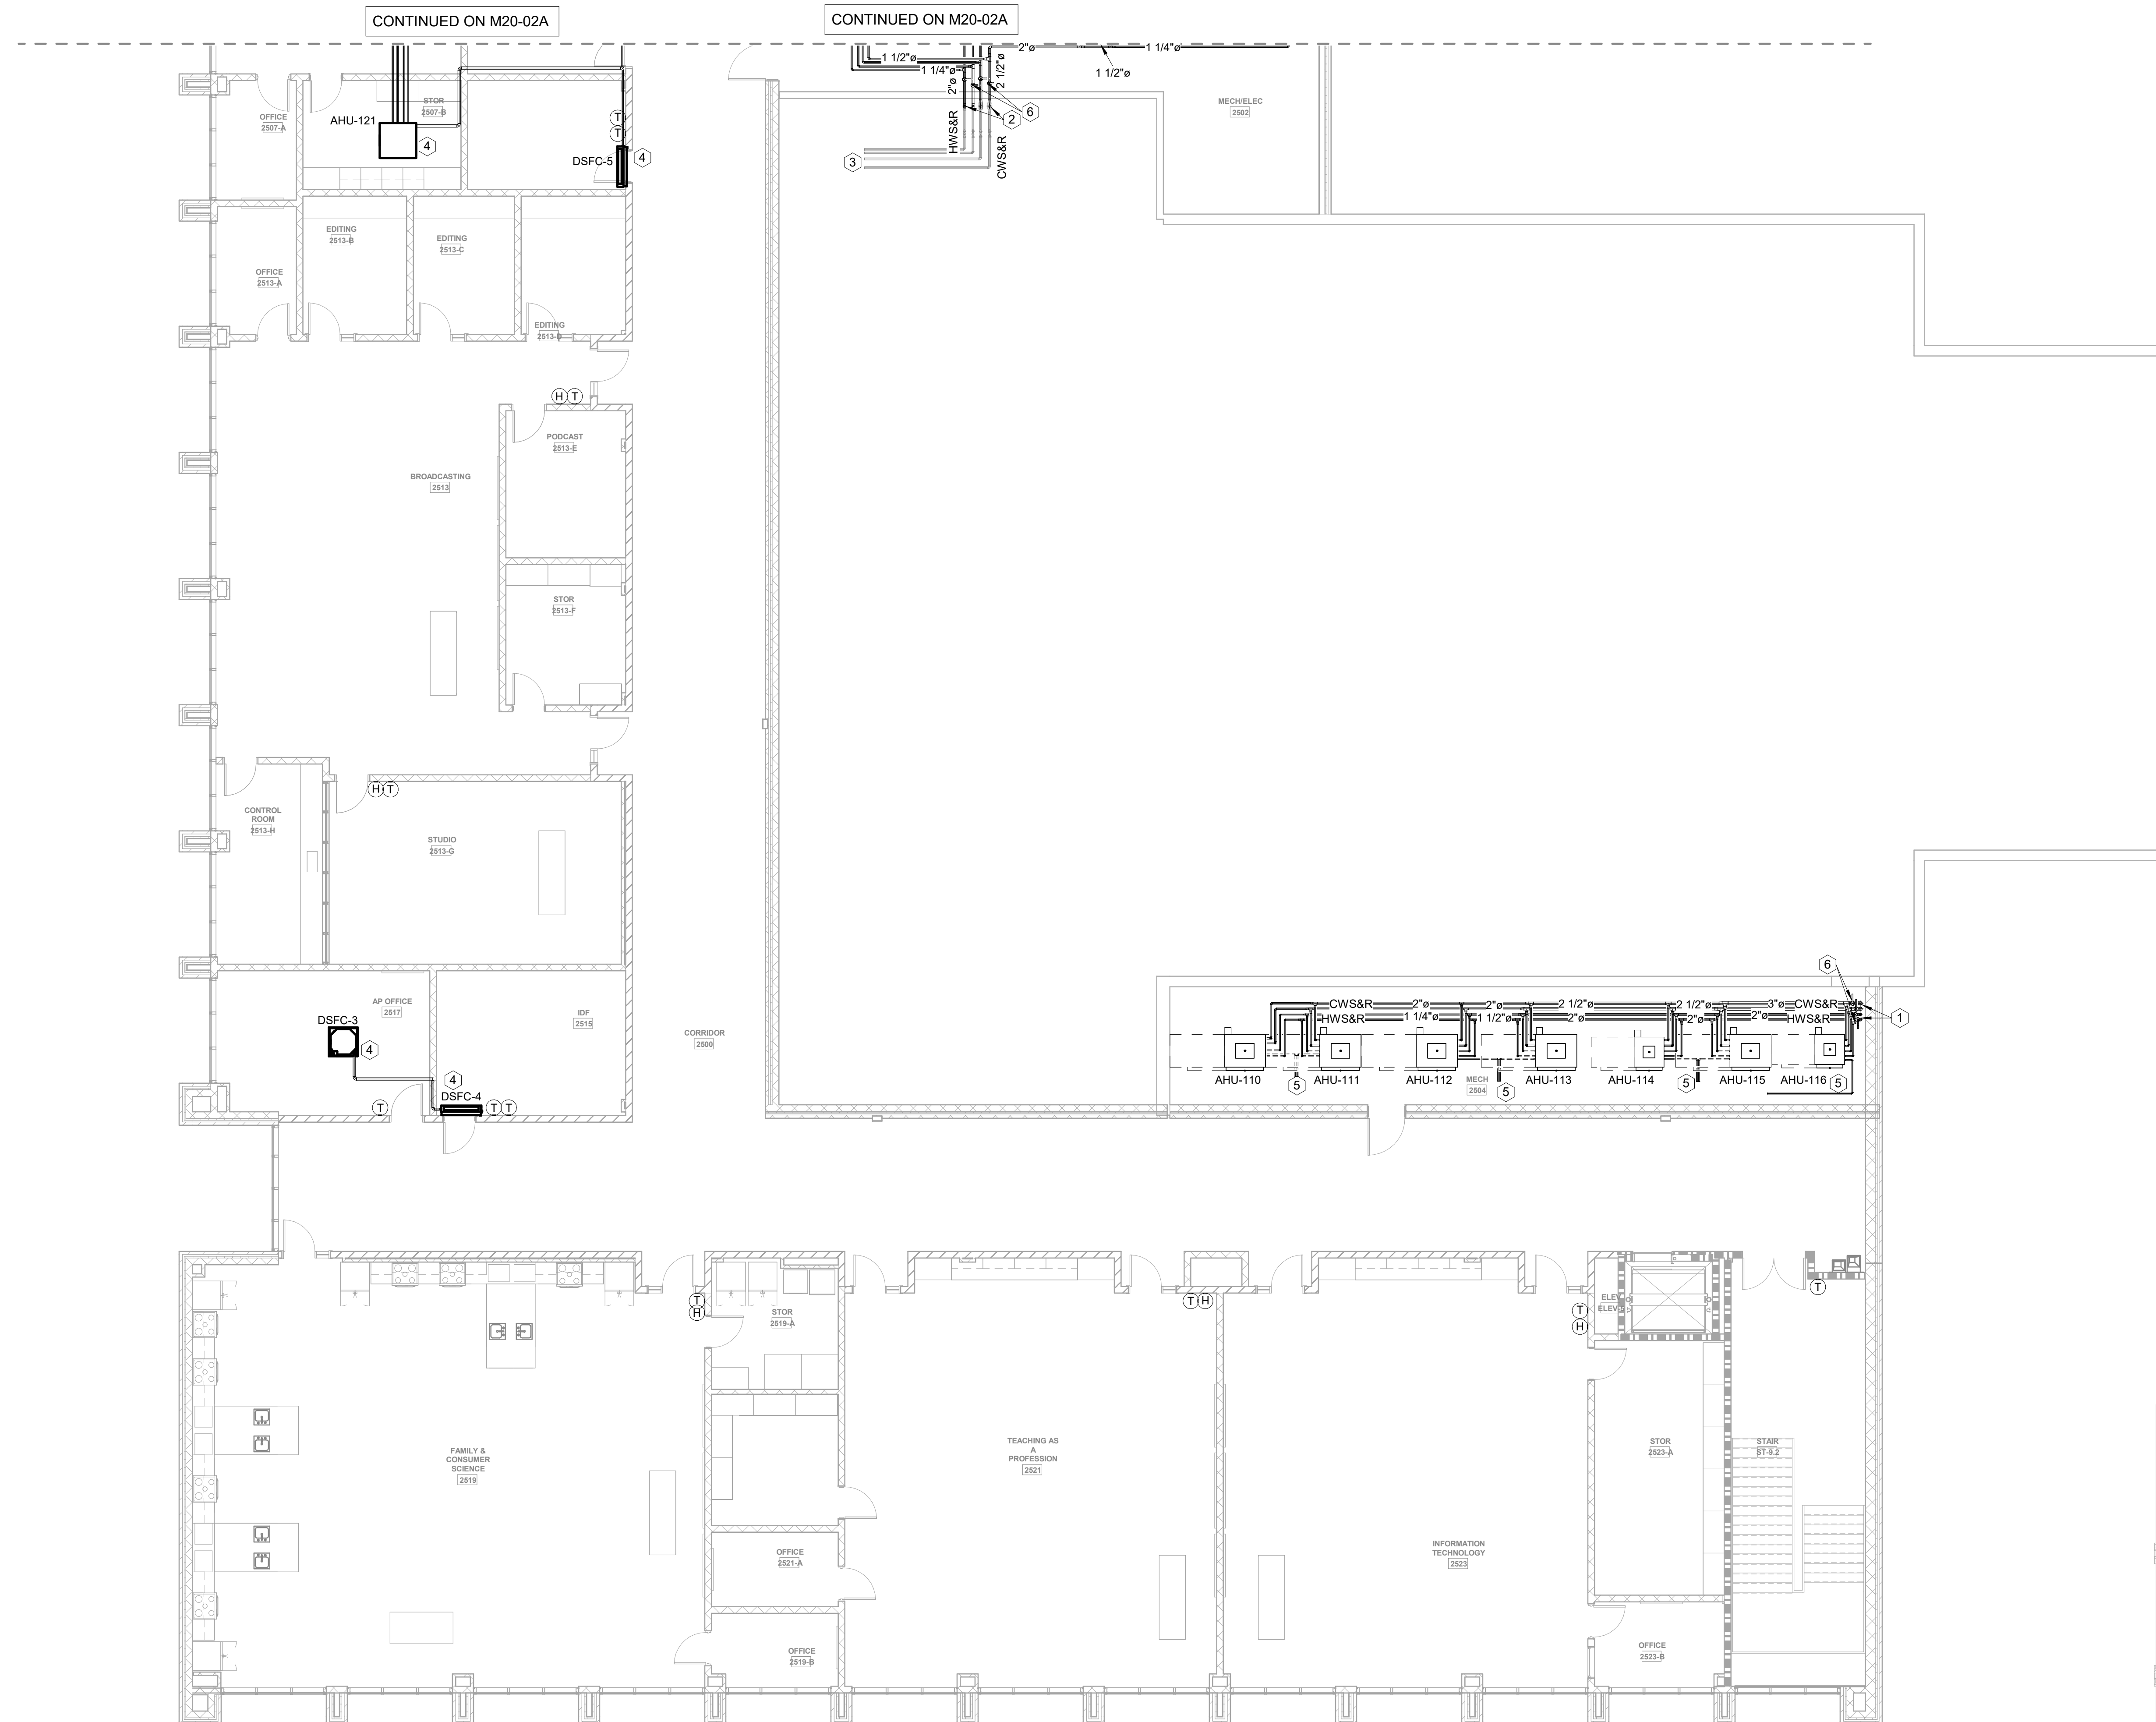 CONTINUED ON M20-02A
CONTINUED ON M20-02A
2"ø
1 1/4"ø
1 1/2"ø
1 1/2"ø
1 1/4"ø
2"ø
2 1/2"ø
6
2
HWS&R
CWS&R
3
MECH/ELEC
2502
OFFICE
2507-A
STOR
2507-B
AHU-121
4
T
T
DSFC-5
4
EDITING
2513-B
EDITING
2513-C
OFFICE
2513-A
EDITING
2513-D
H
T
PODCAST
2513-E
BROADCASTING
2513
STOR
2513-F
H
T
CONTROL
ROOM
2513-H
STUDIO
2513-G
AP OFFICE
2517
DSFC-3
4
IDF
2515
4
DSFC-4
T
T
T
CORRIDOR
2500
6
CWS&R
2"ø
2"ø
2 1/2"ø
2 1/2"ø
3"ø
CWS&R
HWS&R
1 1/4"ø
1 1/2"ø
2"ø
2"ø
2"ø
HWS&R
1
AHU-110
5
AHU-111
AHU-112
MECH
2504
5
AHU-113
AHU-114
5
AHU-115
AHU-116
5
T
H
STOR
2519-A
T
H
T
H
ELEV
ELEV
T
FAMILY &
CONSUMER
SCIENCE
2519
TEACHING AS
A
PROFESSION
2521
STOR
2523-A
STAIR
ST-9.2
OFFICE
2521-A
INFORMATION
TECHNOLOGY
2523
OFFICE
2519-B
OFFICE
2523-B